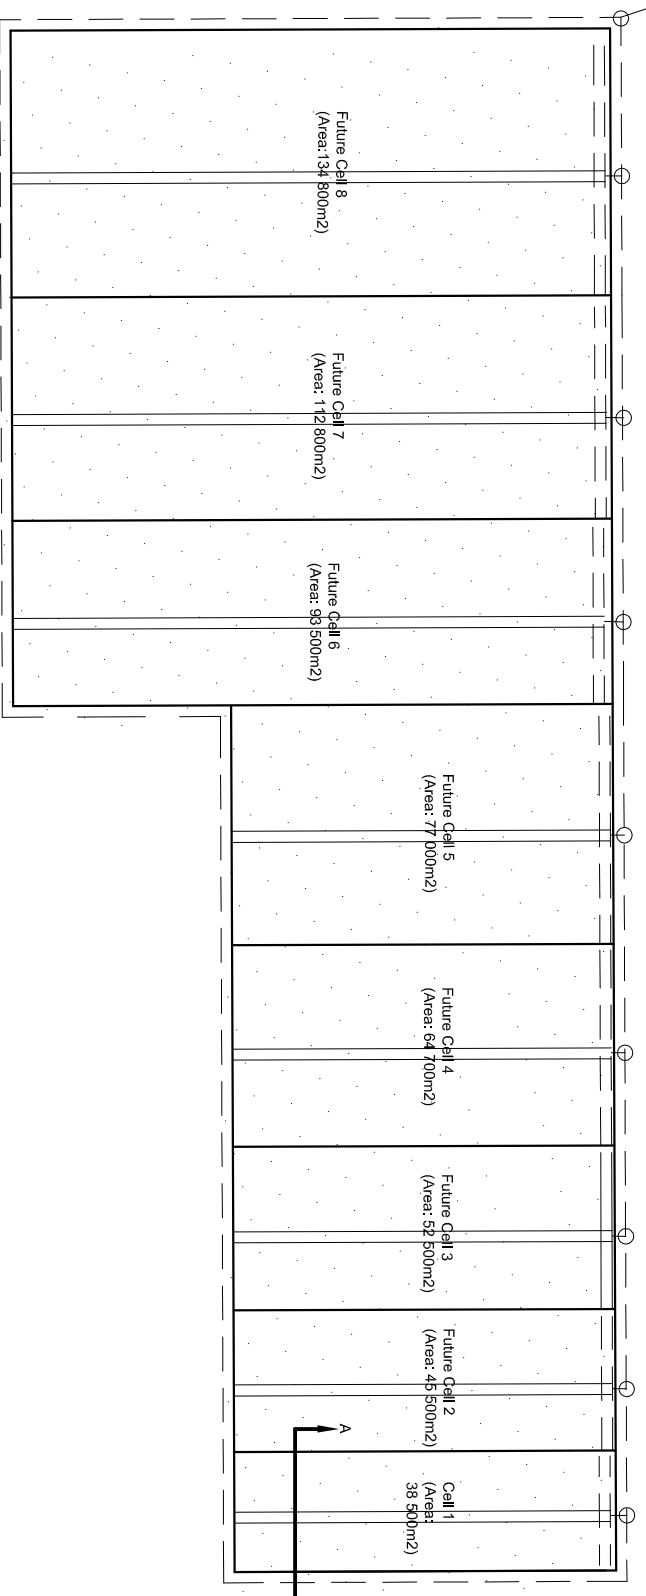 Future Cell 8
(Area:134 800m2)
Future Cell 7
(Area: 112 800m2)
Future Cell 6
(Area: 93 500m2)
Future Cell 5
(Area: 77 000m2)
Future Cell 4
(Area: 64 700m2)
Future Cell 3
(Area: 52 500m2)
Future Cell 2
(Area: 45 500m2)
A
Cell 1
(Area:
38 500m2)